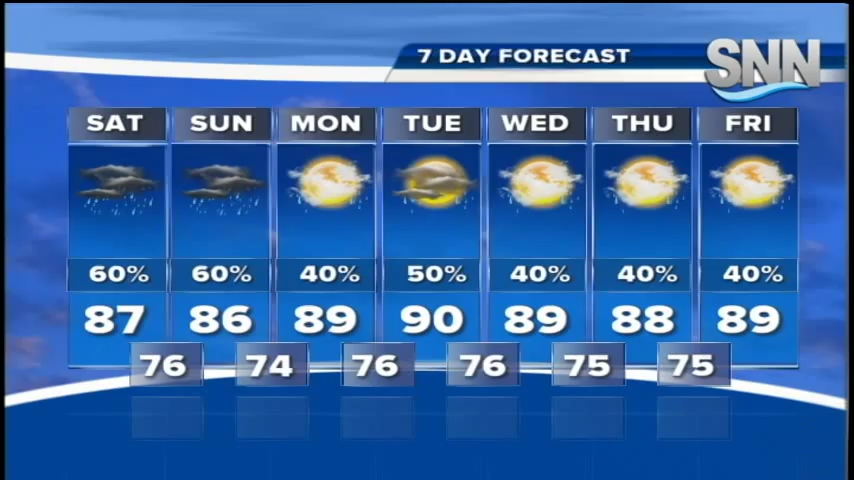 7 DAY FORECAST
SNN
SAT SUN MON TUE WED THU FRI
60% 60% 40% 50% 40% 40% 40%
87 86 89 90 89 88 89
76 74 76 76 75 75